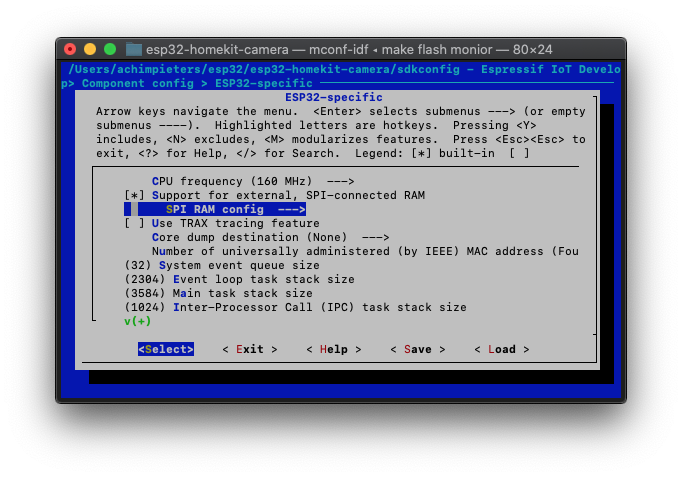 esp32-homekit-camera — mconf-idf ◂ make flash monior — 80×24
/Users/achimpieters/esp32/esp32-homekit-camera/sdkconfig - Espressif IoT Develo
p> Component config > ESP32-specific
ESP32-specific
Arrow keys navigate the menu.  <Enter> selects submenus ---> (or empty
submenus ----).  Highlighted letters are hotkeys.  Pressing <Y>
includes, <N> excludes, <M> modularizes features.  Press <Esc><Esc> to
exit, <?> for Help, </> for Search.  Legend: [*] built-in  [ ]
CPU frequency (160 MHz)  --->
[*] Support for external, SPI-connected RAM
SPI RAM config  --->
[ ] Use TRAX tracing feature
Core dump destination (None)  --->
Number of universally administered (by IEEE) MAC address (Fou
(32) System event queue size
(2304) Event loop task stack size
(3584) Main task stack size
(1024) Inter-Processor Call (IPC) task stack size
v(+)
<Select>    < Exit >    < Help >    < Save >    < Load >